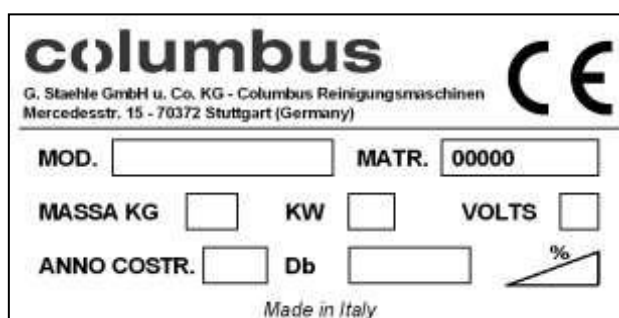 columbus
CE
G. Staehle GmbH u. Co. KG - Columbus Reinigungsmaschinen
Mercedesstr. 15 - 70372 Stuttgart (Germany)
MOD. MATR. 00000
MASSA KG KW VOLTS
ANNO COSTR. Db %
Made in Italy